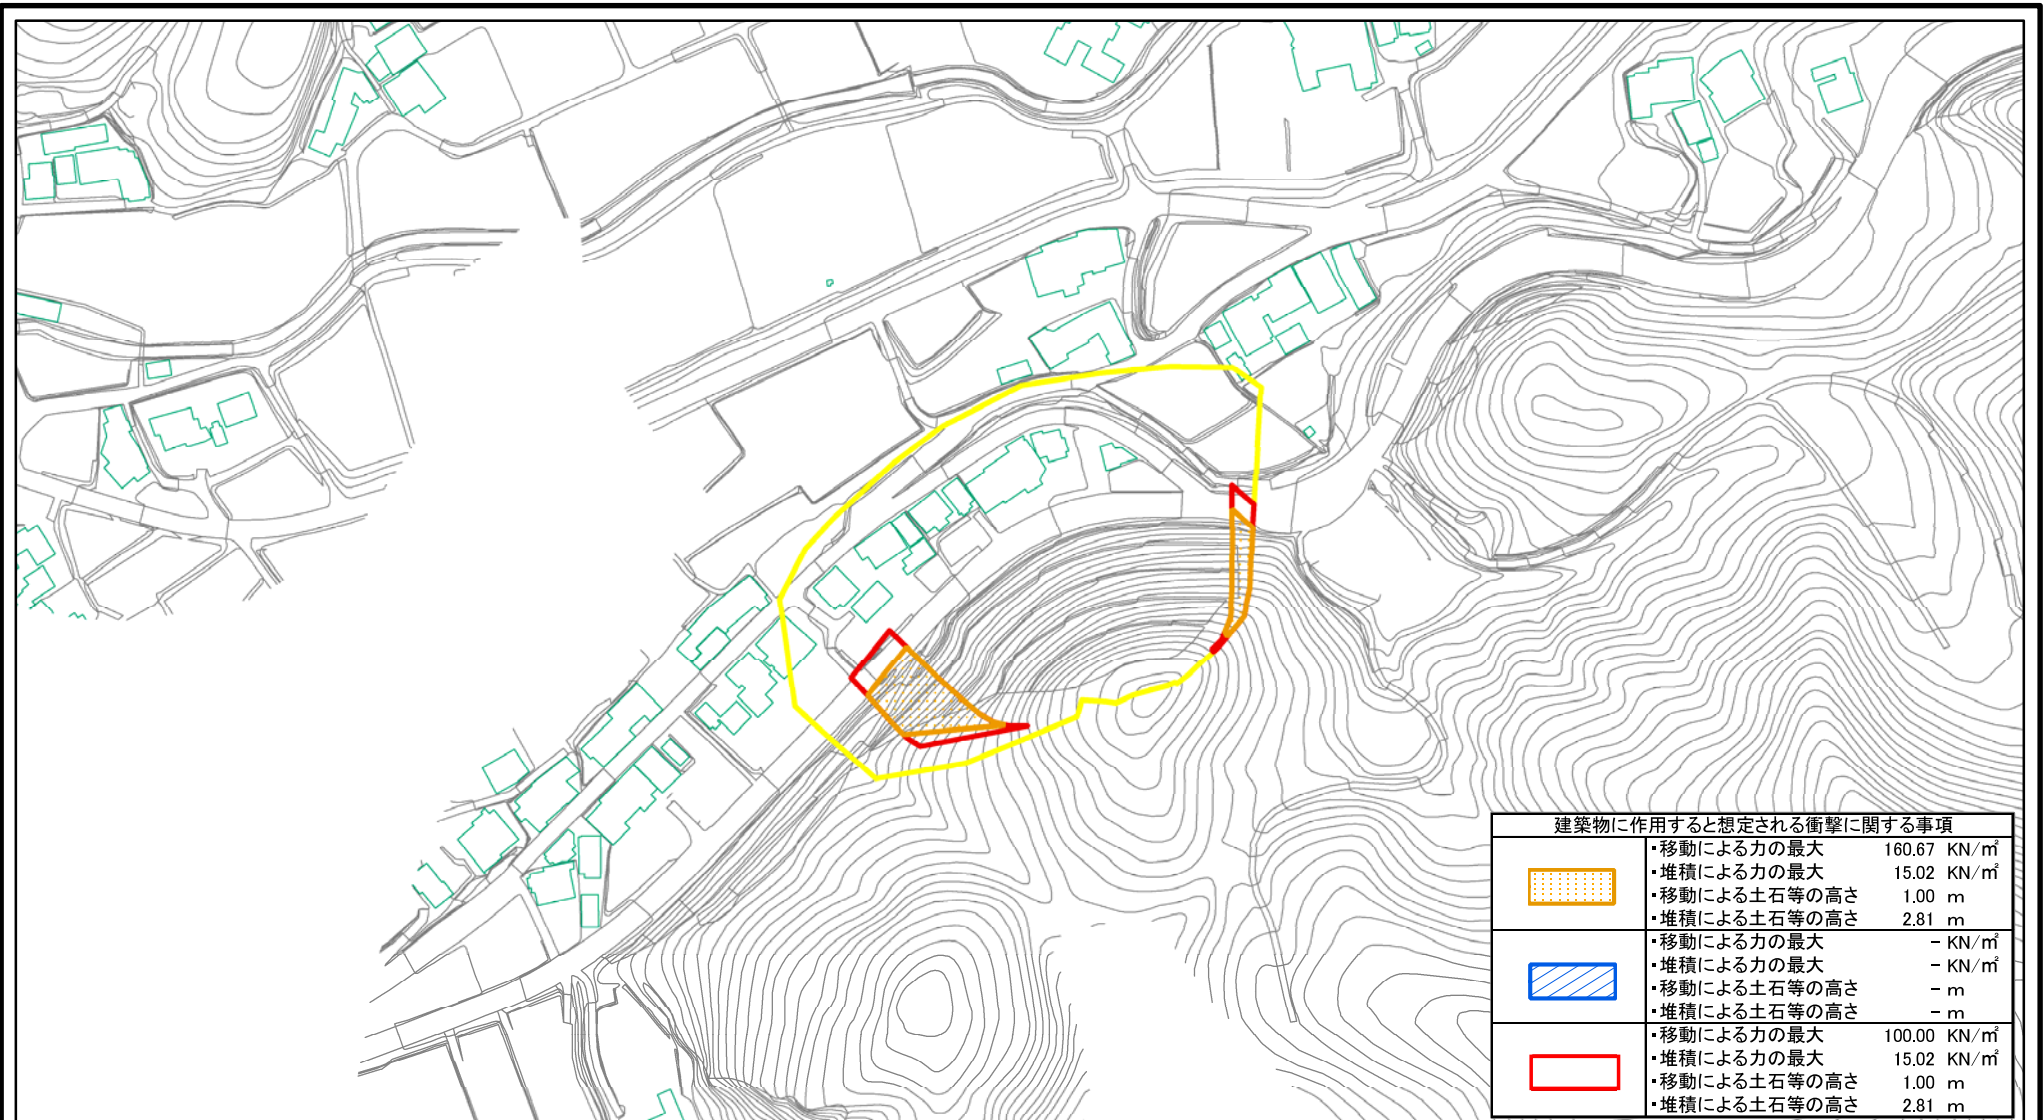 建築物に作用すると想定される衝撃に関する事項
・移動による力の最大 160.67 KN/㎡
・堆積による力の最大 15.02 KN/㎡
・移動による土石等の高さ 1.00 m
・堆積による土石等の高さ 2.81 m
・移動による力の最大 - KN/㎡
・堆積による力の最大 - KN/㎡
・移動による土石等の高さ - m
・堆積による土石等の高さ - m
・移動による力の最大 100.00 KN/㎡
・堆積による力の最大 15.02 KN/㎡
・移動による土石等の高さ 1.00 m
・堆積による土石等の高さ 2.81 m